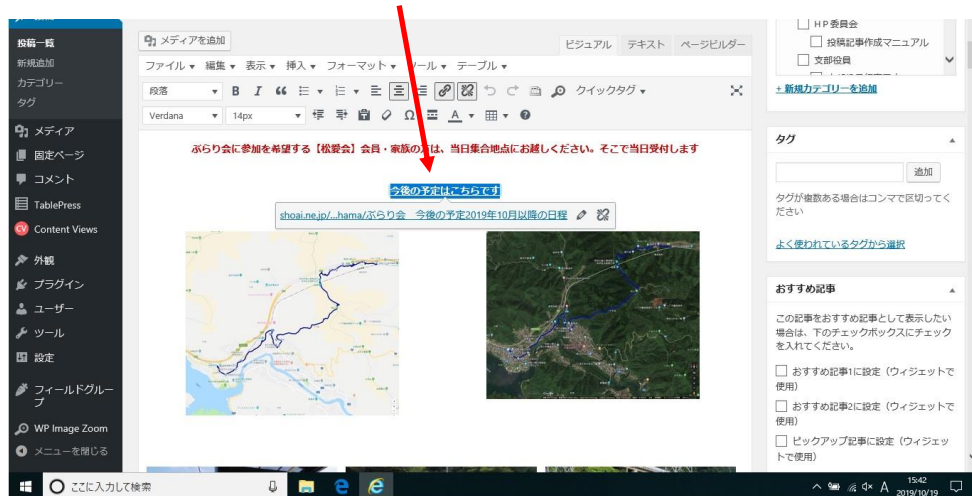 投稿一覧
新規追加
カテゴリー
タグ
メディア
固定ページ
コメント
TablePress
CV Content Views
外観
プラグイン
ユーザー
ツール
設定
フィールドグルー
プ
WP Image Zoom
メニューを閉じる
メディアを追加
ビジュアル テキスト ページビルダー
ファイル 編集 表示 挿入 フォーマット ツール テーブル
段落 B I クイックタグ
Verdana 14px Ω A
ぶらり会に参加を希望する【松愛会】会員・家族の方は、当日集合地点にお越しください。そこで当日受付します
今後の予定はこちらです
shoai.ne.jp/...hama/ぶらり会 今後の予定2019年10月以降の日程
HP委員会
投稿記事作成マニュアル
支部役員
+ 新規カテゴリーを追加
タグ
追加
タグが複数ある場合はコンマで区切ってく
ださい
よく使われているタグから選択
おすすめ記事
この記事をおすすめ記事として表示したい
場合は、下のチェックボックスにチェック
を入れてください。
おすすめ記事1に設定（ウィジェットで
使用）
おすすめ記事2に設定（ウィジェットで
使用）
ピックアップ記事に設定（ウィジェッ
トで使用）
ここに入力して検索
A
15:42
2019/10/19